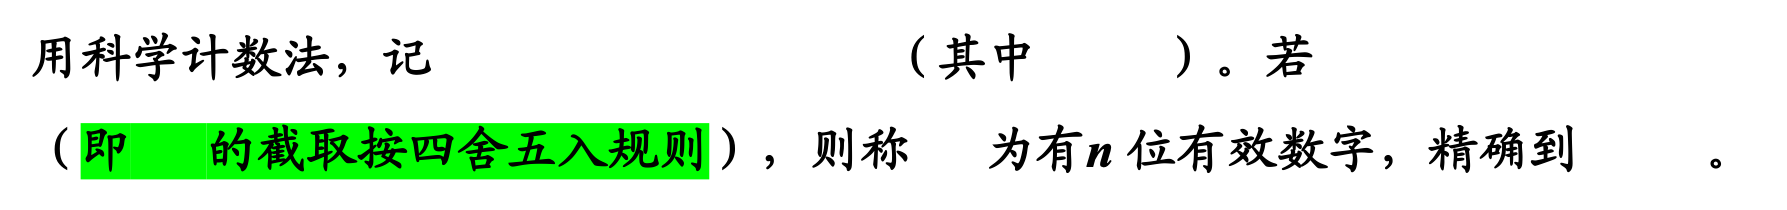 用科学计数法，记 （其中 ）。若
（即 的截取按四舍五入规则），则称 为有n 位有效数字，精确到 。